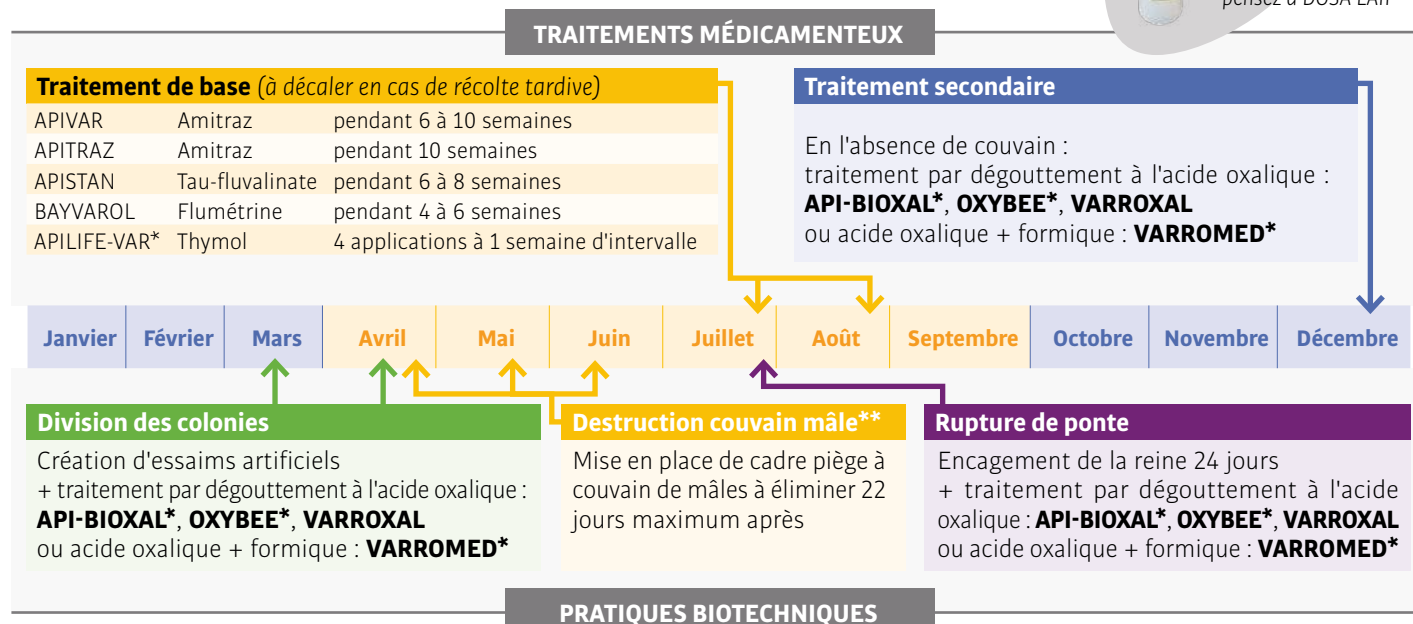 pensez à DOSA LAIT
TRAITEMENTS MÉDICAMENTEUX
Traitement de base (à décaler en cas de récolte tardive)
APIVAR Amitraz pendant 6 à 10 semaines
APITRAZ Amitraz pendant 10 semaines
APISTAN Tau-fluvalinate pendant 6 à 8 semaines
BAYVAROL Flumétrine pendant 4 à 6 semaines
APILIFE-VAR* Thymol 4 applications à 1 semaine d'intervalle
Traitement secondaire
En l'absence de couvain :
traitement par dégouttement à l'acide oxalique :
API-BIOXAL*, OXYBEE*, VARROXAL
ou acide oxalique + formique : VARROMED*
Janvier Février Mars Avril Mai Juin Juillet Août Septembre Octobre Novembre Décembre
Division des colonies
Création d'essaims artificiels
+ traitement par dégouttement à l'acide oxalique :
API-BIOXAL*, OXYBEE*, VARROXAL
ou acide oxalique + formique : VARROMED*
Destruction couvain mâle**
Mise en place de cadre piège à
couvain de mâles à éliminer 22
jours maximum après
Rupture de ponte
Encagement de la reine 24 jours
+ traitement par dégouttement à l'acide
oxalique : API-BIOXAL*, OXYBEE*, VARROXAL
ou acide oxalique + formique : VARROMED*
PRATIQUES BIOTECHNIQUES